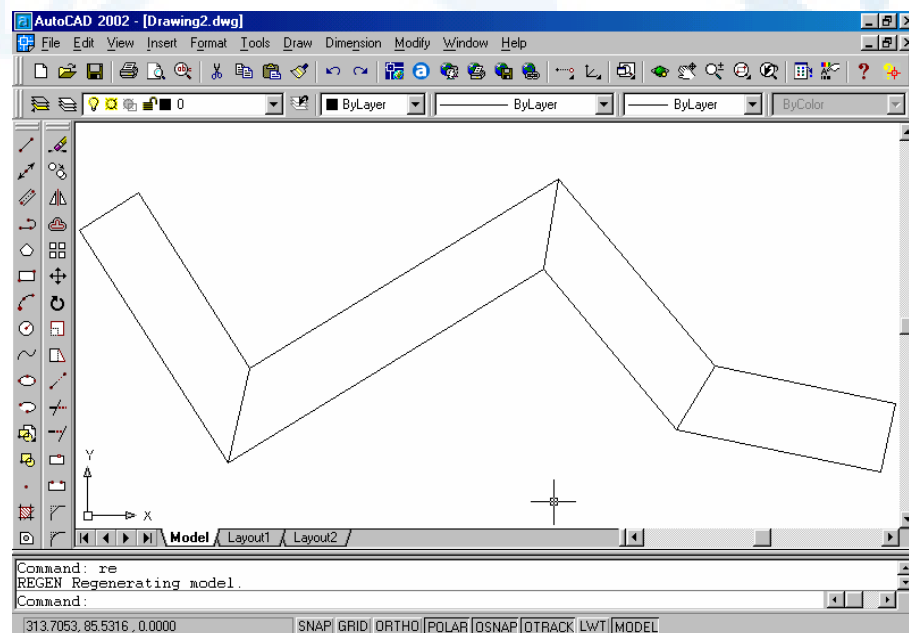 AutoCAD 2002 - [Drawing2.dwg]
File Edit View Insert Format Tools Draw Dimension Modify Window Help
0 ByLayer ByLayer ByLayer ByColor
Y
X
Model Layout1 Layout2
Command: re
REGEN Regenerating model.
Command:
313.7053, 85.5316 , 0.0000 SNAP GRID ORTHO POLAR OSNAP OTRACK LWT MODEL